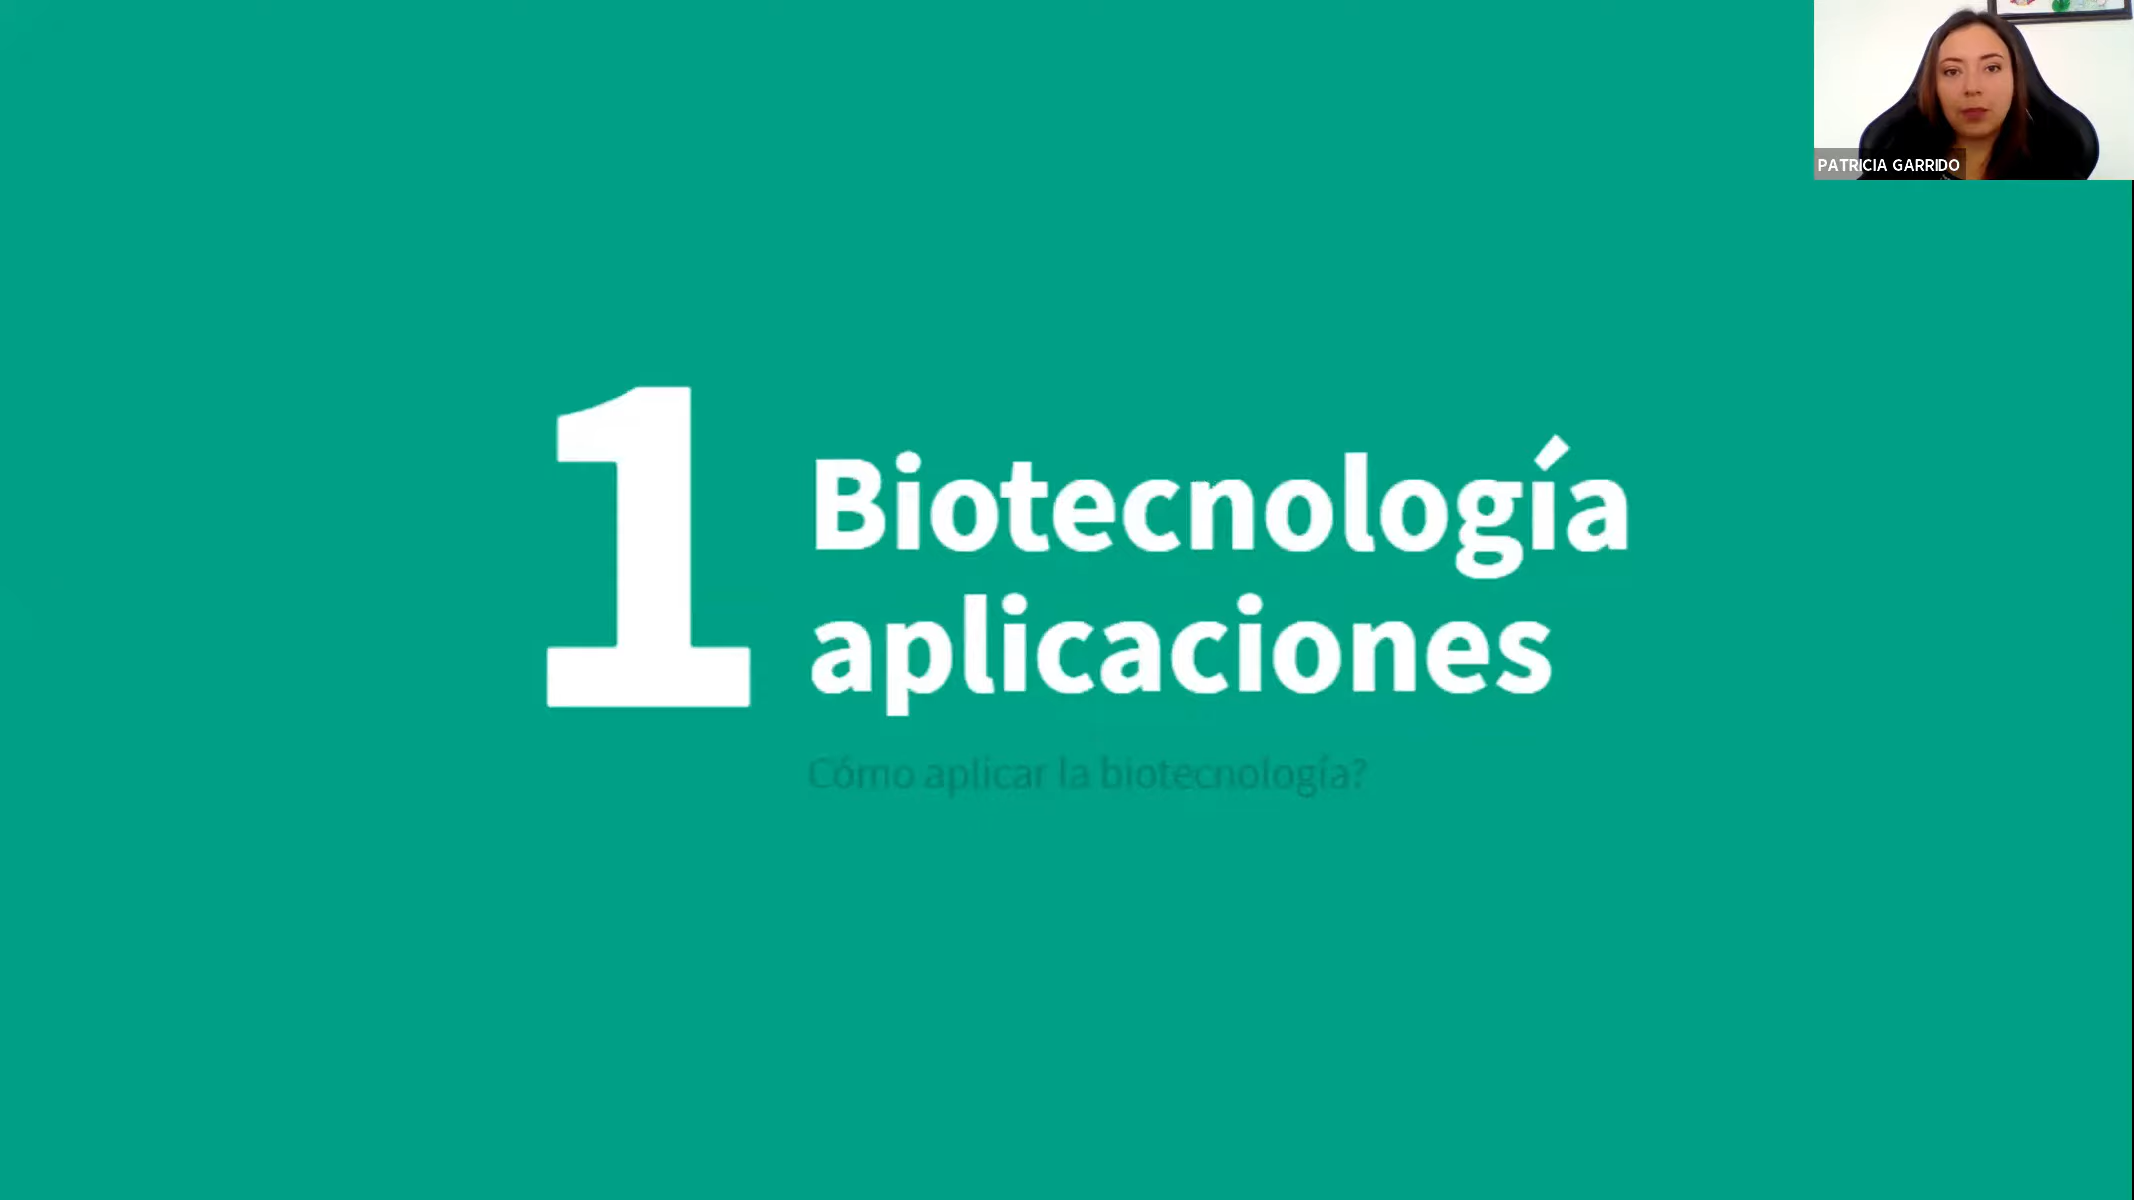 PATRICIA GARRIDO
1
Biotecnología
aplicaciones
Cómo aplicar la biotecnología?